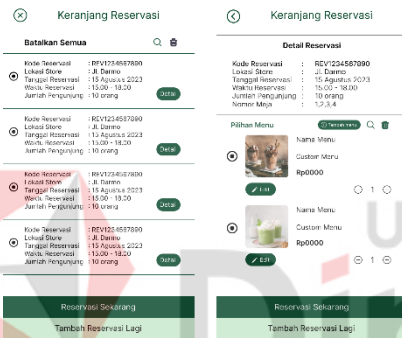 Keranjang Reservasi
Batalkan Semua
Kode Reservasi : REV1234567890
Lokasi Store : Jl. Darmo
Tanggal Reservasi : 15 Agustus 2023
Waktu Reservasi : 15.00 - 18.00
Jumlah Pengunjung : 10 orang
Detail
Kode Reservasi : REV1234567890
Lokasi Store : Jl. Darmo
Tanggal Reservasi : 15 Agustus 2023
Waktu Reservasi : 15.00 - 18.00
Jumlah Pengunjung : 10 orang
Detail
Kode Reservasi : REV1234567890
Lokasi Store : Jl. Darmo
Tanggal Reservasi : 15 Agustus 2023
Waktu Reservasi : 15.00 - 18.00
Jumlah Pengunjung : 10 orang
Detail
Kode Reservasi : REV1234567890
Lokasi Store : Jl. Darmo
Tanggal Reservasi : 15 Agustus 2023
Waktu Reservasi : 15.00 - 18.00
Jumlah Pengunjung : 10 orang
Detail
Reservasi Sekarang
Tambah Reservasi Lagi
Keranjang Reservasi
Detail Reservasi
Kode Reservasi : REV1234567890
Lokasi Store : Jl. Darmo
Tanggal Reservasi : 15 Agustus 2023
Waktu Reservasi : 15.00 - 18.00
Jumlah Pengunjung : 10 orang
Nomor Meja : 1,2,3,4
Pilihan Menu
Tambah menu
Nama Menu
Custom Menu
Rp0000
Edit
1
Nama Menu
Custom Menu
Rp0000
Edit
1
Reservasi Sekarang
Tambah Reservasi Lagi